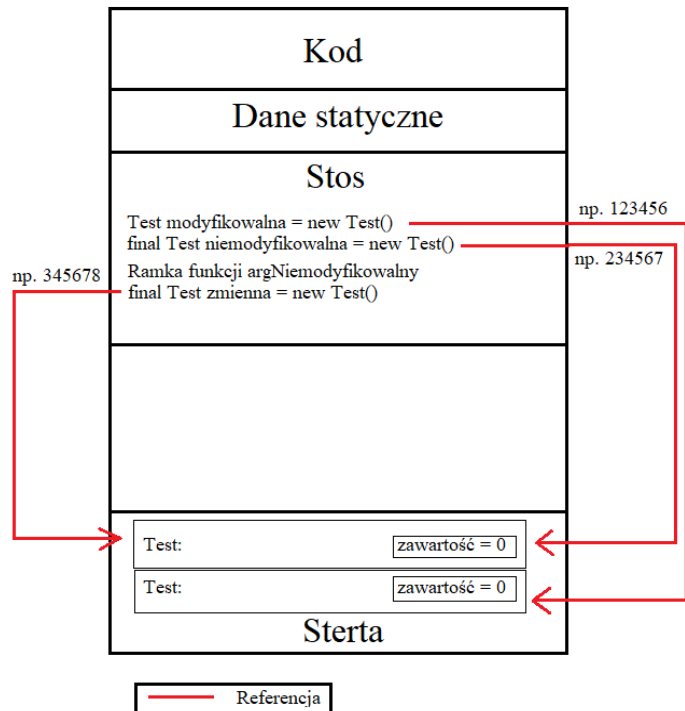 Kod
Dane statyczne
Stos
Test modyfikowalna = new Test()
np. 123456
final Test niemodyfikowalna = new Test()
np. 234567
np. 345678
Ramka funkcji argNiemodyfikowalny
final Test zmienna = new Test()
Test:
zawartość = 0
Test:
zawartość = 0
Sterta
Referencja